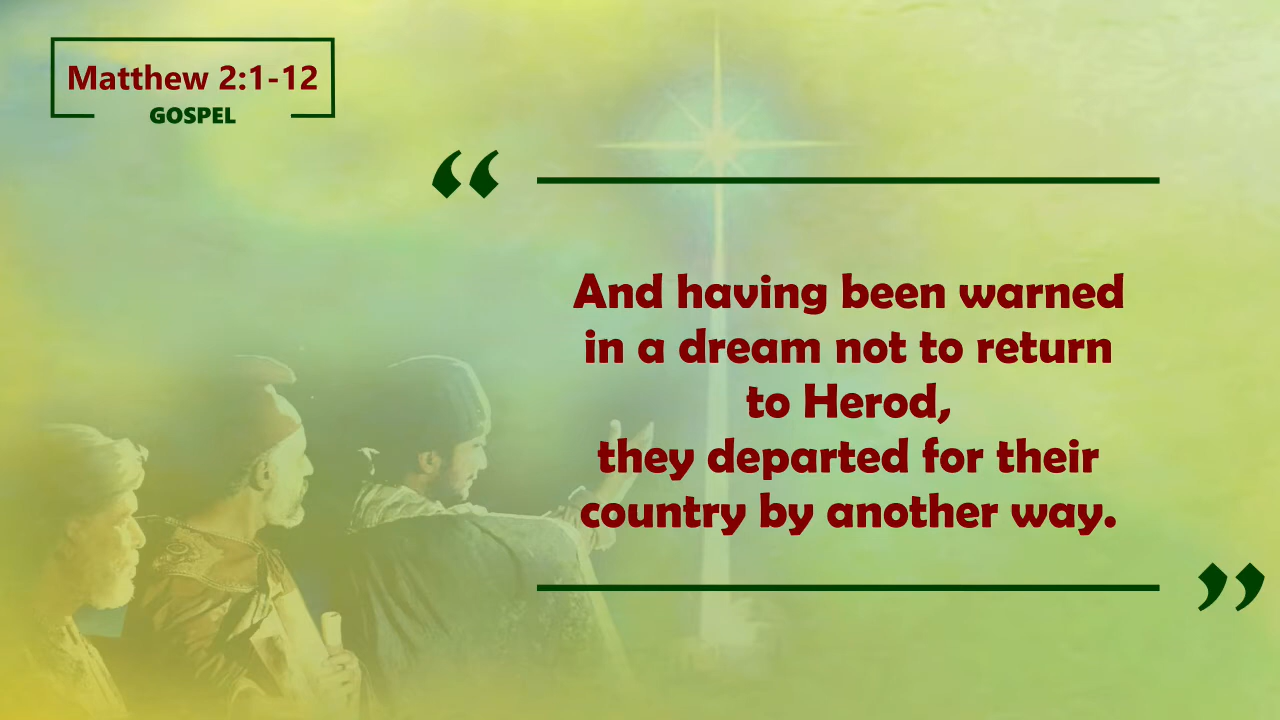 Matthew 2:1-12
GOSPEL
“
And having been warned
in a dream not to return
to Herod,
they departed for their
country by another way.
”